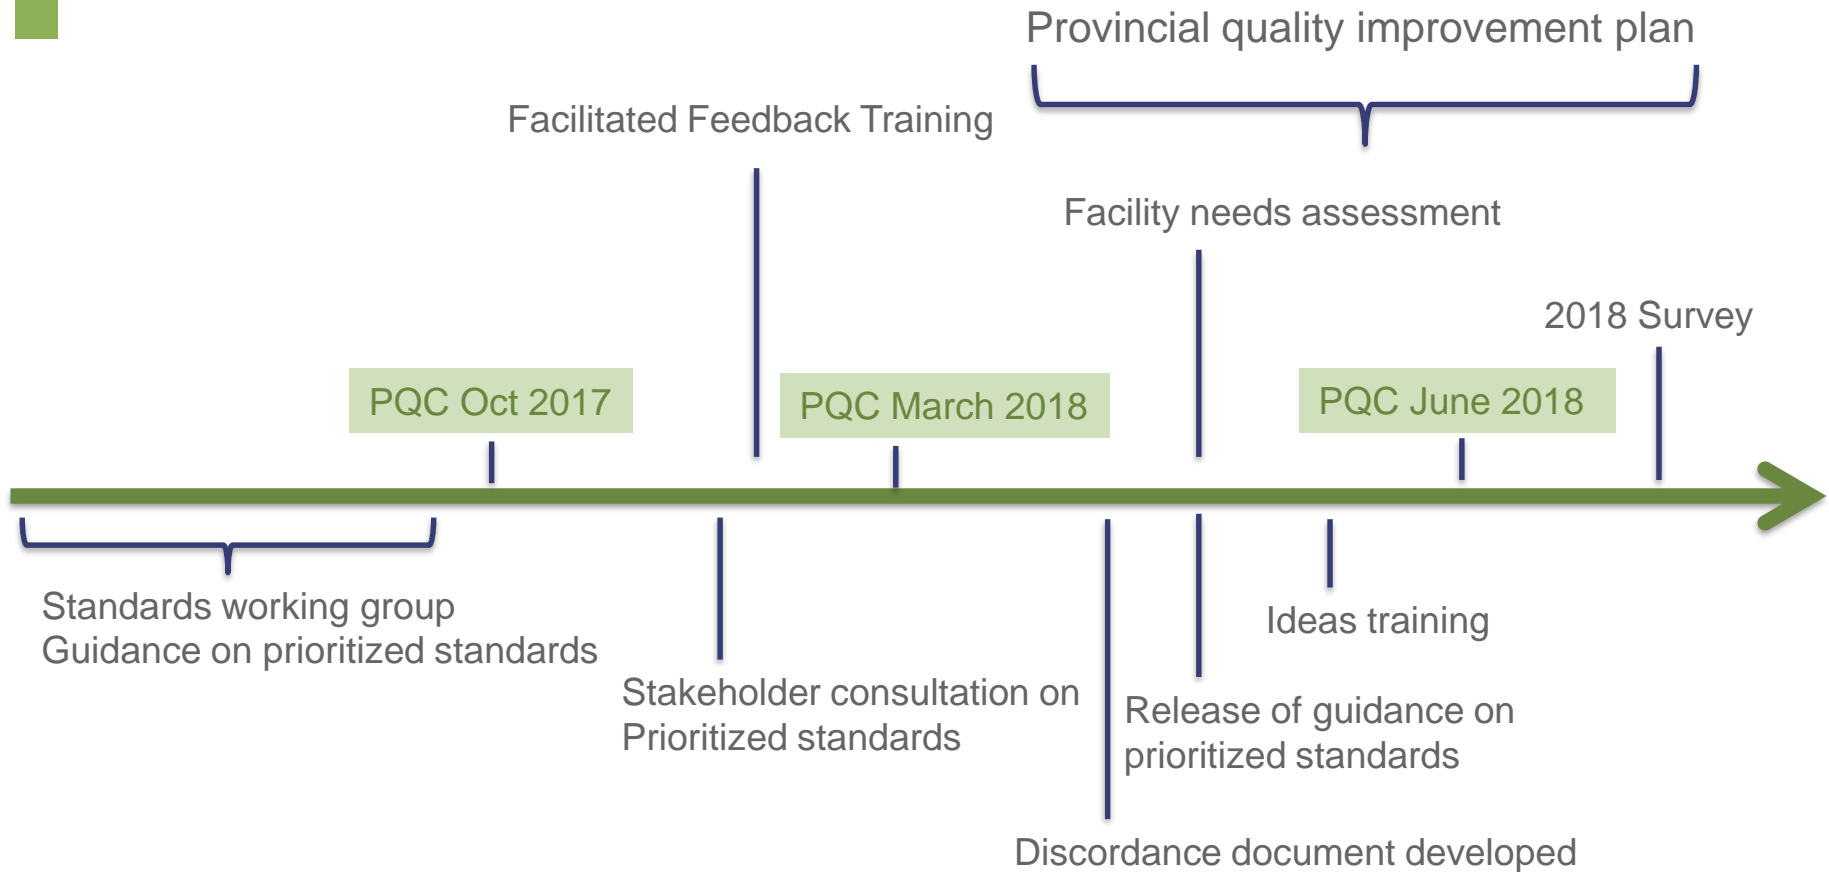 Provincial quality improvement plan
Facilitated Feedback Training
Facility needs assessment
2018 Survey
PQC Oct 2017
PQC March 2018
PQC June 2018
Standards working group
Guidance on prioritized standards
Ideas training
Stakeholder consultation on
Prioritized standards
Release of guidance on
prioritized standards
Discordance document developed